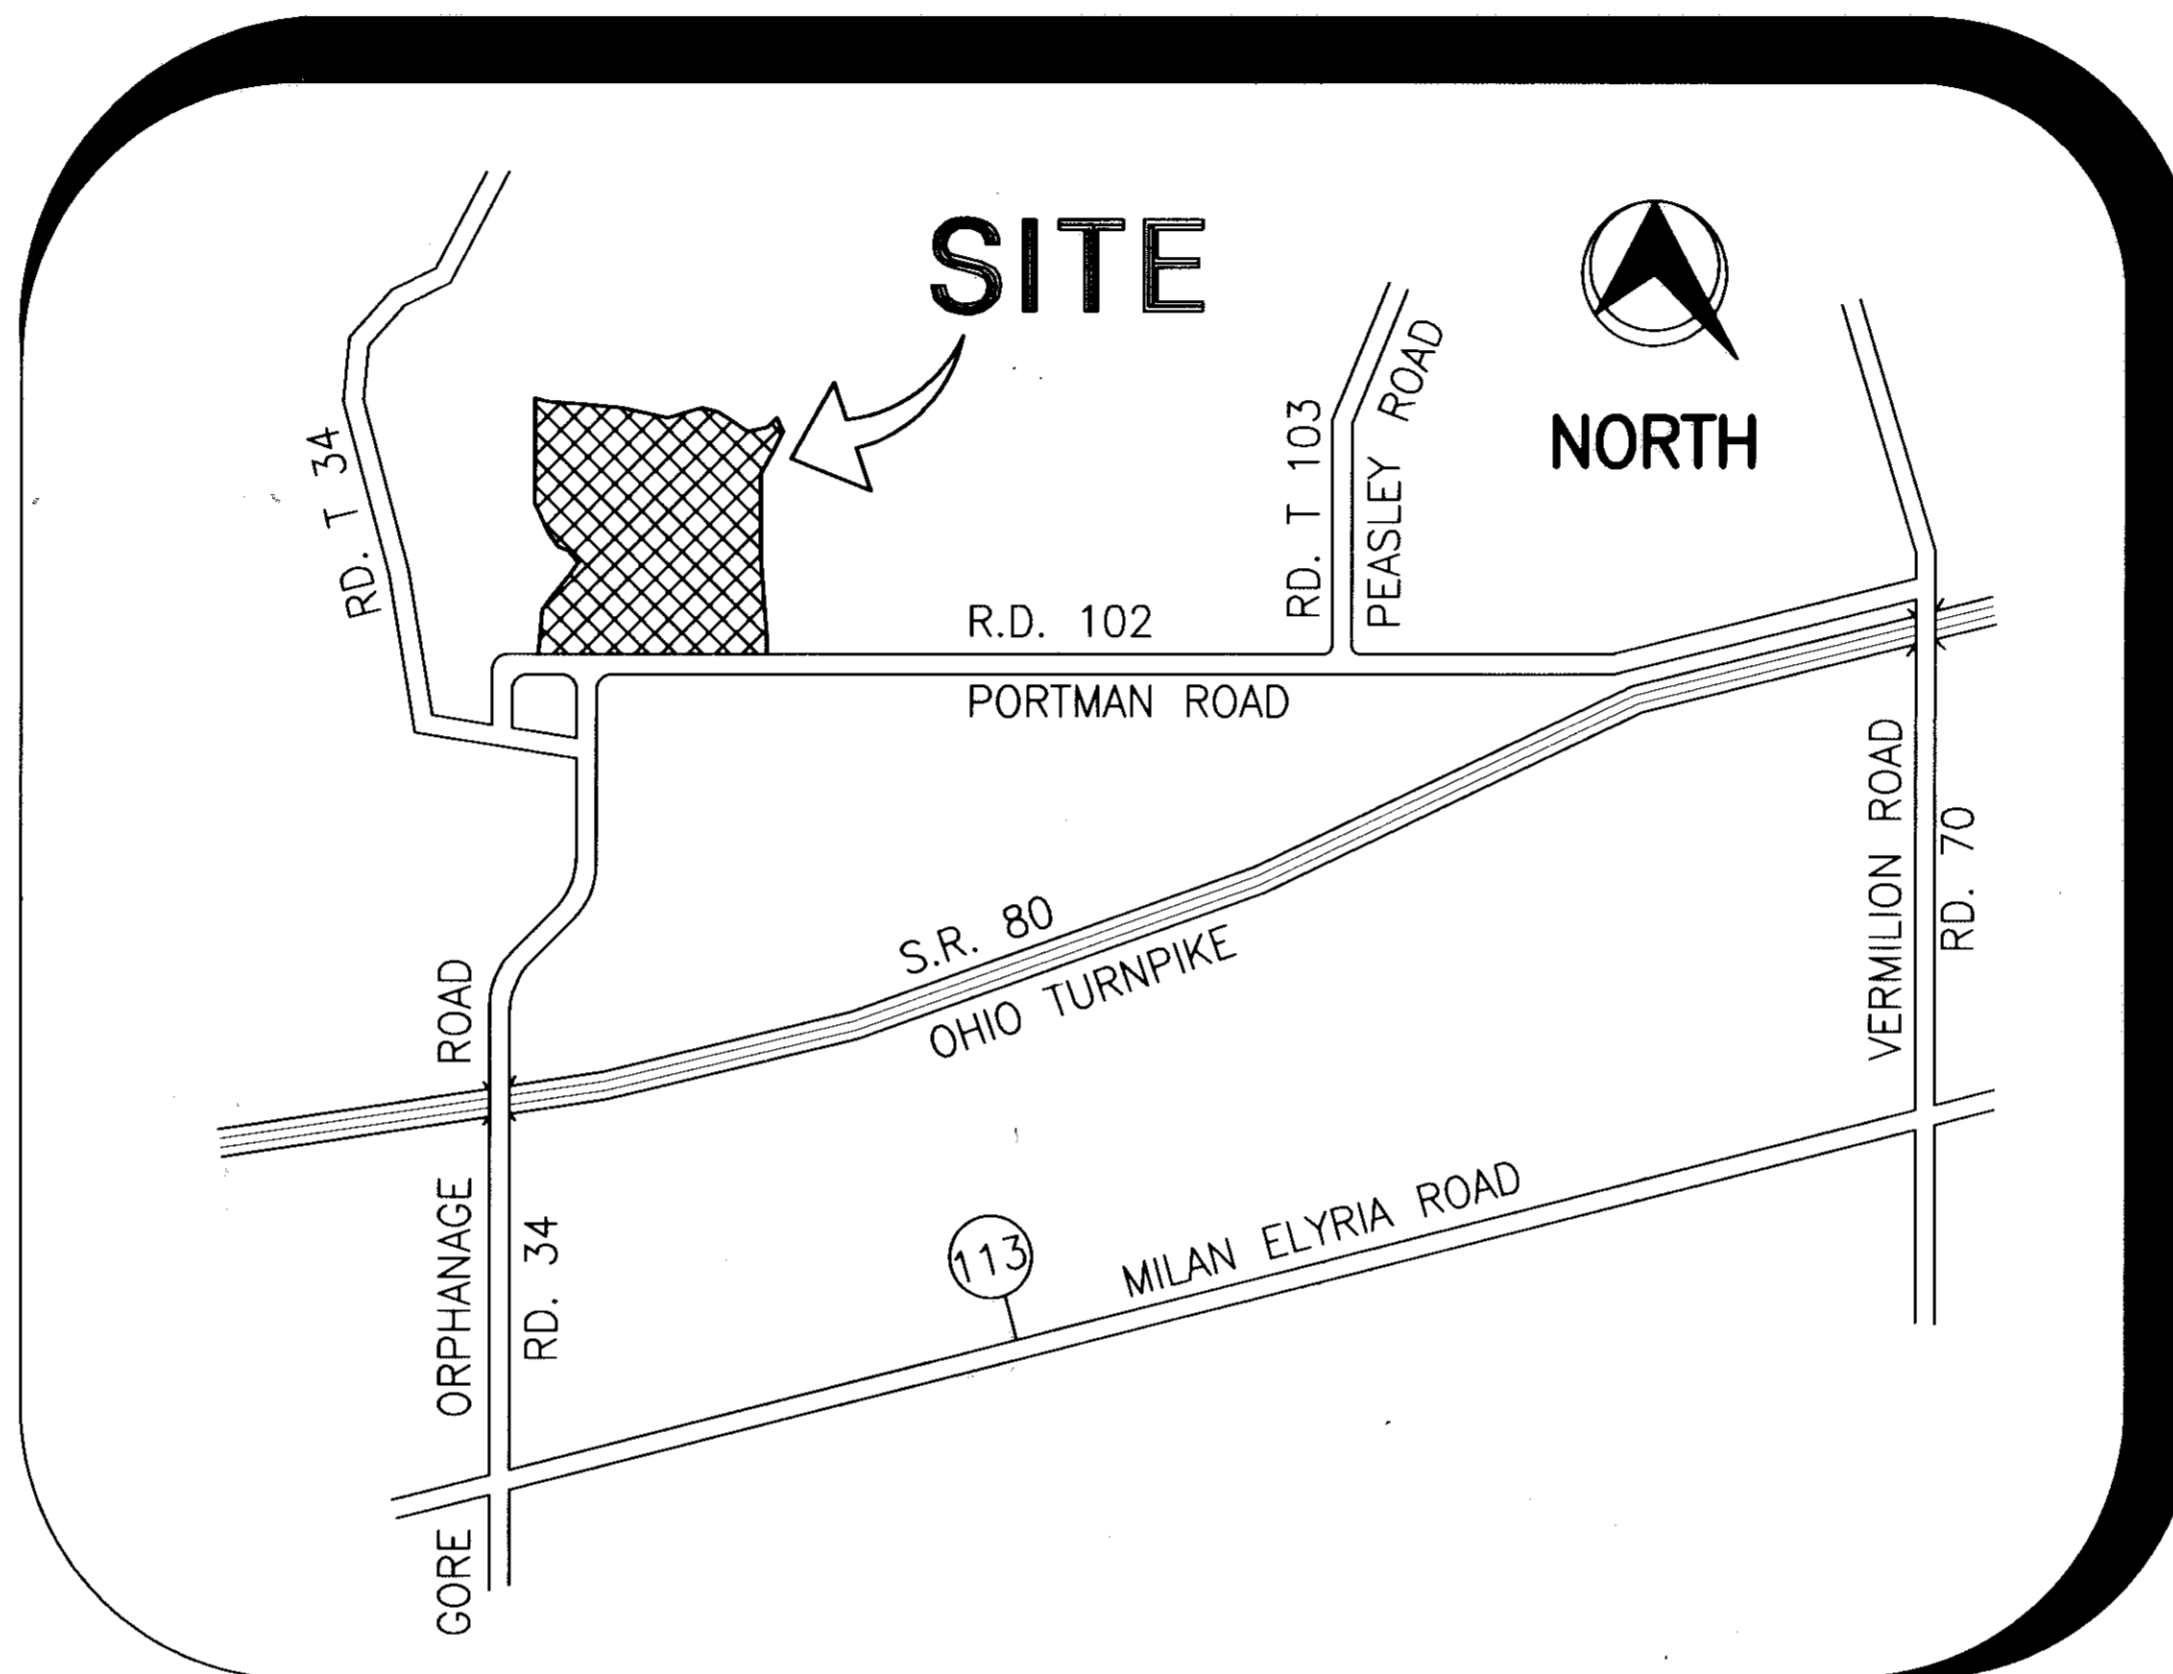 SITE
NORTH
RD. T 34
RD. T 103
PEASLEY ROAD
R.D. 102
PORTMAN ROAD
S.R. 80
OHIO TURNPIKE
VERMILION ROAD
RD. 70
GORE ORPHANAGE ROAD
RD. 34
113
MILAN ELYRIA ROAD